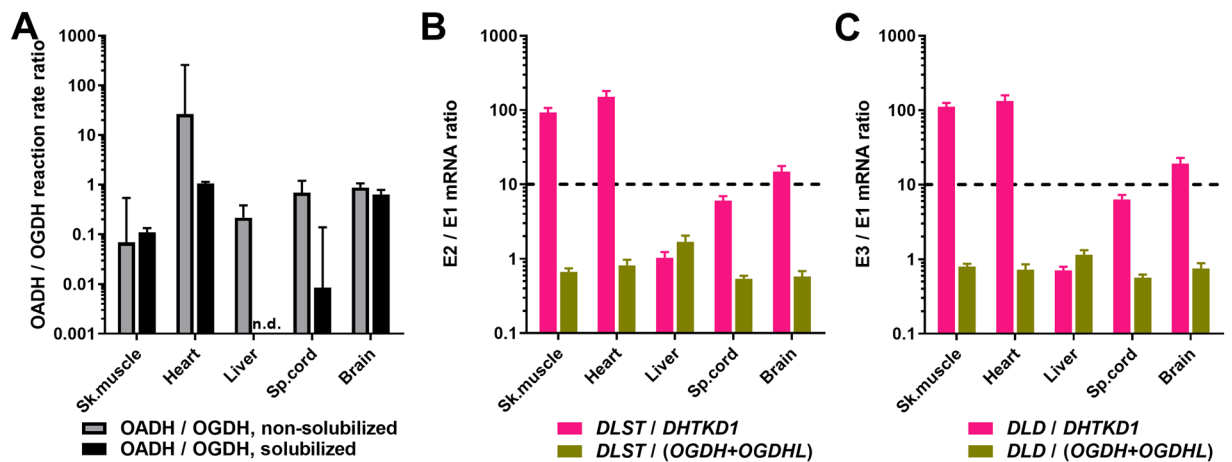 A
OADH / OGDH reaction rate ratio
1000
100
10
1
0.1
0.01
0.001
n.d.
Sk.muscle
Heart
Liver
Sp.cord
Brain
OADH / OGDH, non-solubilized
OADH / OGDH, solubilized
B
E2 / E1 mRNA ratio
1000
100
10
1
0.1
Sk.muscle
Heart
Liver
Sp.cord
Brain
DLST / DHTKD1
DLST / (OGDH+OGDHL)
C
E3 / E1 mRNA ratio
1000
100
10
1
0.1
Sk.muscle
Heart
Liver
Sp.cord
Brain
DLD / DHTKD1
DLD / (OGDH+OGDHL)